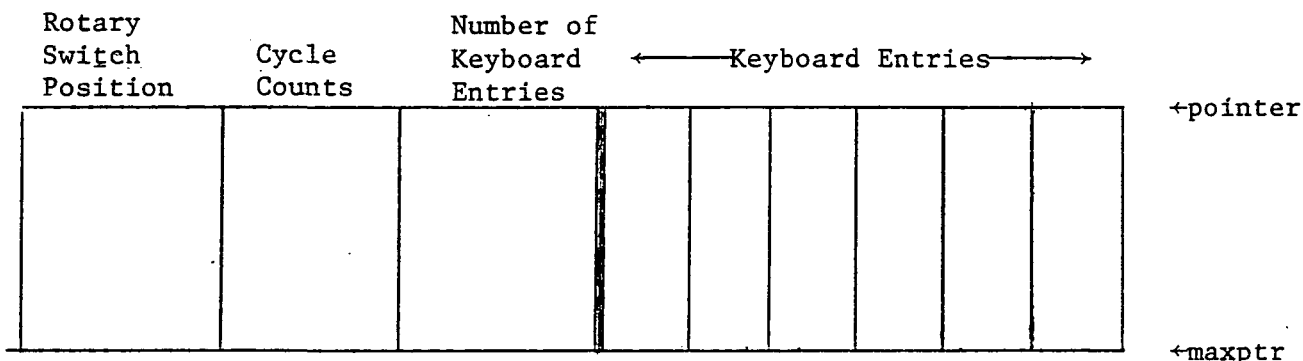 Rotary
Switch
Position
Cycle
Counts
Number of
Keyboard
Entries
←——Keyboard Entries——→
←pointer
←maxptr